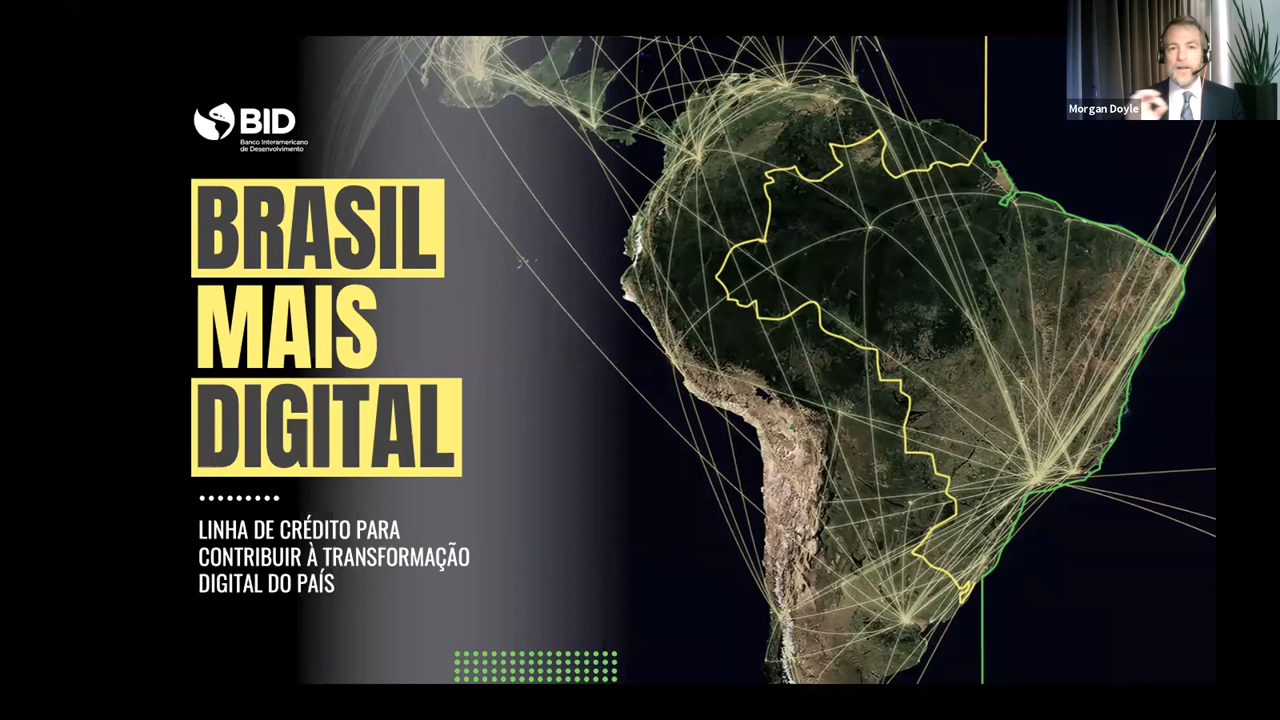 BID
Banco Interamericano
de Desenvolvimento
BRASIL
MAIS
DIGITAL
LINHA DE CRÉDITO PARA
CONTRIBUIR À TRANSFORMAÇÃO
DIGITAL DO PAÍS
Morgan Doyle